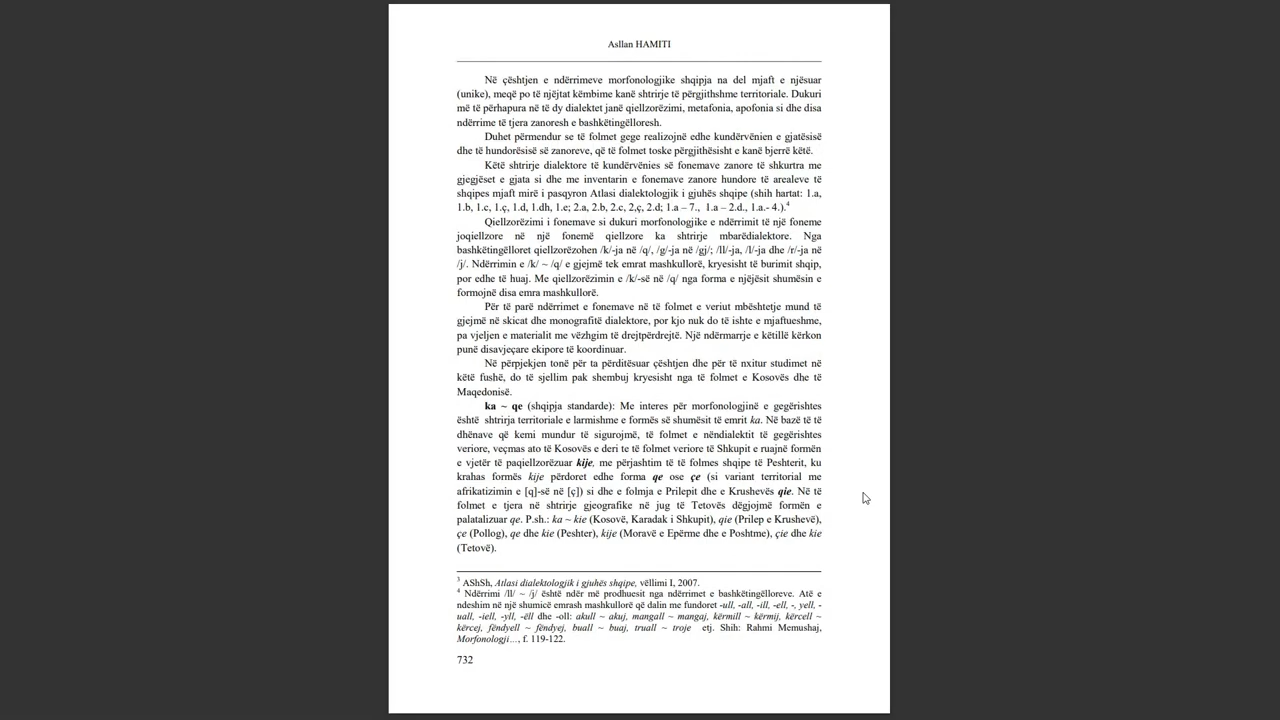 Asllan HAMITI
Në çështjen e ndërrimeve morfonologjike shqipja na del mjaft e njësuar
(unike), meqë po të njëjtat këmbime kanë shtrirje të përgjithshme territoriale. Dukuri
më të përhapura në të dy dialektet janë qiellzorëzimi, metafonia, apofonia si dhe disa
ndërrime të tjera zanoresh e bashkëtingëlloresh.
Duhet përmendur se të folmet gege realizojnë edhe kundërvënien e gjatësisë
dhe të hundorësisë së zanoreve, që të folmet toske përgjithësisht e kanë bjerrë këtë.
Këtë shtrirje dialektore të kundërvënies së fonemave zanore të shkurtra me
gjegjëset e gjata si dhe me inventarin e fonemave zanore hundore të arealeve të
shqipes mjaft mirë i pasqyron Atlasi dialektologjik i gjuhës shqipe (shih hartat: 1.a,
1.b, 1.c, 1.ç, 1.d, 1.dh, 1.e; 2.a, 2.b, 2.c, 2,ç, 2.d; 1.a – 7., 1.a – 2.d., 1.a.- 4.).4
Qiellzorëzimi i fonemave si dukuri morfonologjike e ndërrimit të një foneme
joqiellzore në një fonemë qiellzore ka shtrirje mbarëdialektore. Nga
bashkëtingëlloret qiellzorëzohen /k/-ja në /q/, /g/-ja në /gj/; /ll/-ja, /l/-ja dhe /r/-ja në
/j/. Ndërrimin e /k/ ~ /q/ e gjejmë tek emrat mashkullorë, kryesisht të burimit shqip,
por edhe të huaj. Me qiellzorëzimin e /k/-së në /q/ nga forma e njëjësit shumësin e
formojnë disa emra mashkullorë.
Për të parë ndërrimet e fonemave në të folmet e veriut mbështetje mund të
gjejmë në skicat dhe monografitë dialektore, por kjo nuk do të ishte e mjaftueshme,
pa vjeljen e materialit me vëzhgim të drejtpërdrejtë. Një ndërmarrje e këtillë kërkon
punë disavjeçare ekipore të koordinuar.
Në përpjekjen tonë për ta përditësuar çështjen dhe për të nxitur studimet në
këtë fushë, do të sjellim pak shembuj kryesisht nga të folmet e Kosovës dhe të
Maqedonisë.
ka ~ qe (shqipja standarde): Me interes për morfonologjinë e gegërishtes
është shtrirja territoriale e larmishme e formës së shumësit të emrit ka. Në bazë të të
dhënave që kemi mundur të sigurojmë, të folmet e nëndialektit të gegërishtes
veriore, veçmas ato të Kosovës e deri te të folmet veriore të Shkupit e ruajnë formën
e vjetër të paqiellzorëzuar kije, me përjashtim të të folmes shqipe të Peshterit, ku
krahas formës kije përdoret edhe forma qe ose çe (si variant territorial me
afrikatizimin e [q]-së në [ç]) si dhe e folmja e Prilepit dhe e Krushevës qie. Në të
folmet e tjera në shtrirje gjeografike në jug të Tetovës dëgjojmë formën e
palatalizuar qe. P.sh.: ka ~ kie (Kosovë, Karadak i Shkupit), qie (Prilep e Krushevë),
çe (Pollog), qe dhe kie (Peshter), kije (Moravë e Epërme dhe e Poshtme), çie dhe kie
(Tetovë).
3 AShSh, Atlasi dialektologjik i gjuhës shqipe, vëllimi I, 2007.
4 Ndërrimi /ll/ ~ /j/ është ndër më prodhuesit nga ndërrimet e bashkëtingëlloreve. Atë e
ndeshim në një shumicë emrash mashkullorë që dalin me fundoret -ull, -all, -ill, -ell, -, yell, -
uall, -iell, -yll, -ëll dhe -oll: akull ~ akuj, mangall ~ mangaj, kërmill ~ kërmij, kërcell ~
kërcej, fëndyell ~ fëndyej, buall ~ buaj, truall ~ troje etj. Shih: Rahmi Memushaj,
Morfonologji…, f. 119-122.
732